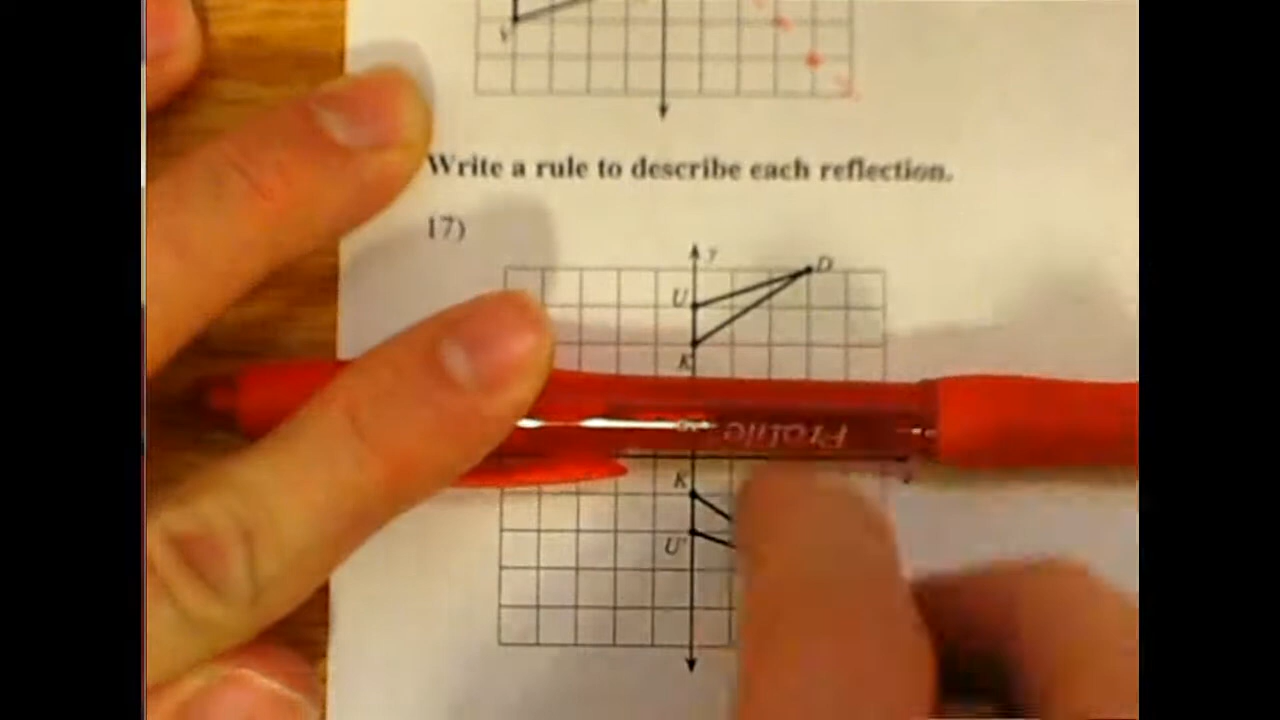 V
Write a rule to describe each reflection.
17)
y
D
U
K
Profile
K
U'